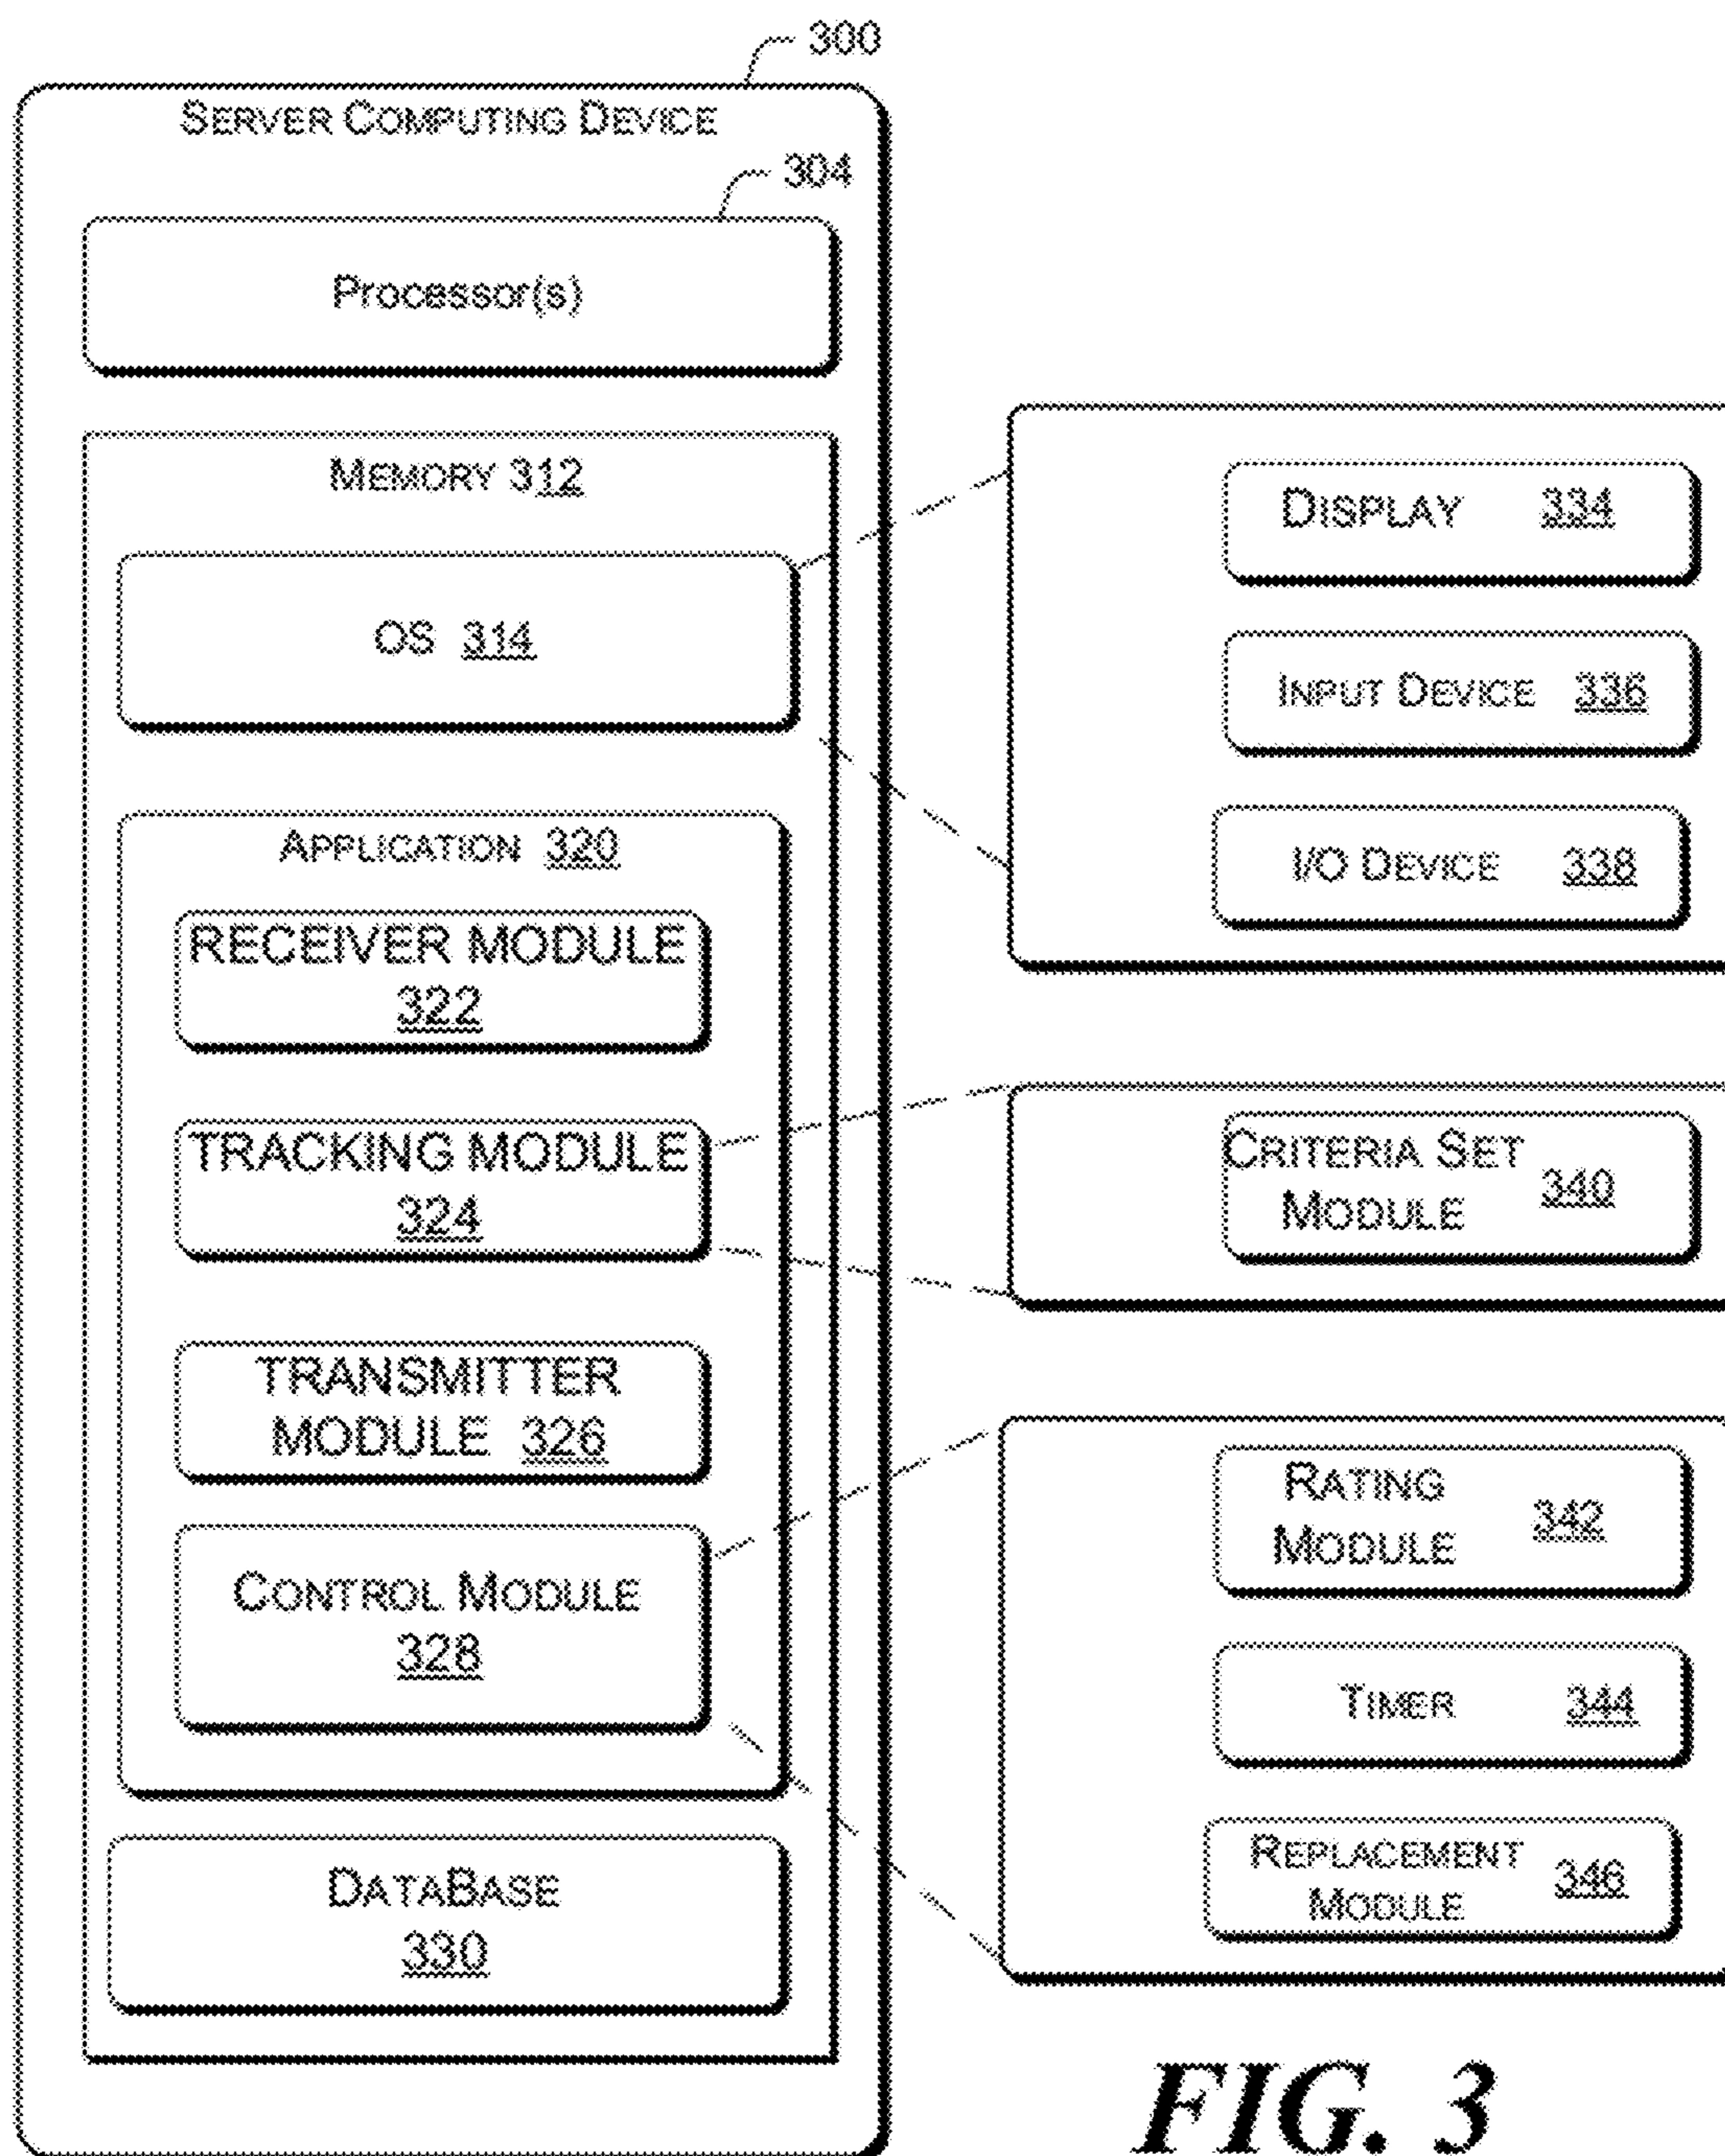 300
SERVER COMPUTING DEVICE
304
Processor(s)
MEMORY 312
OS 314
APPLICATION 320
RECEIVER MODULE
322
TRACKING MODULE
324
TRANSMITTER
MODULE 326
CONTROL MODULE
328
DATABASE
330
DISPLAY 334
INPUT DEVICE 336
I/O DEVICE 338
CRITERIA SET
MODULE 340
RATING
MODULE 342
TIMER 344
REPLACEMENT
MODULE 346
FIG. 3